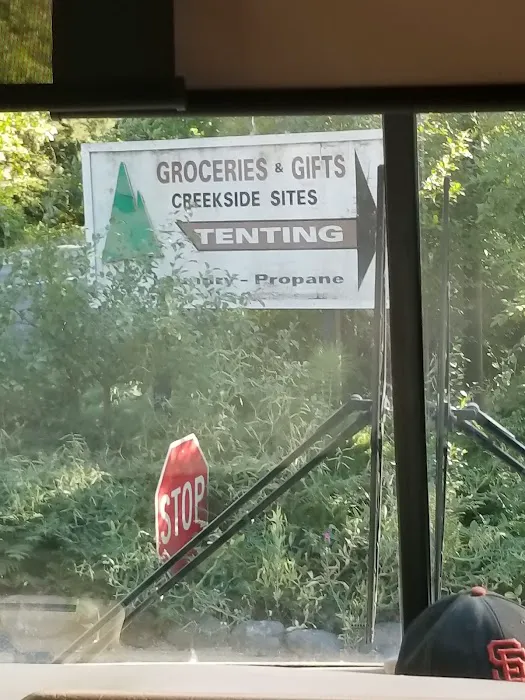 GROCERIES & GIFTS
CREEKSIDE SITES
TENTING
- Propane
STOP
SF